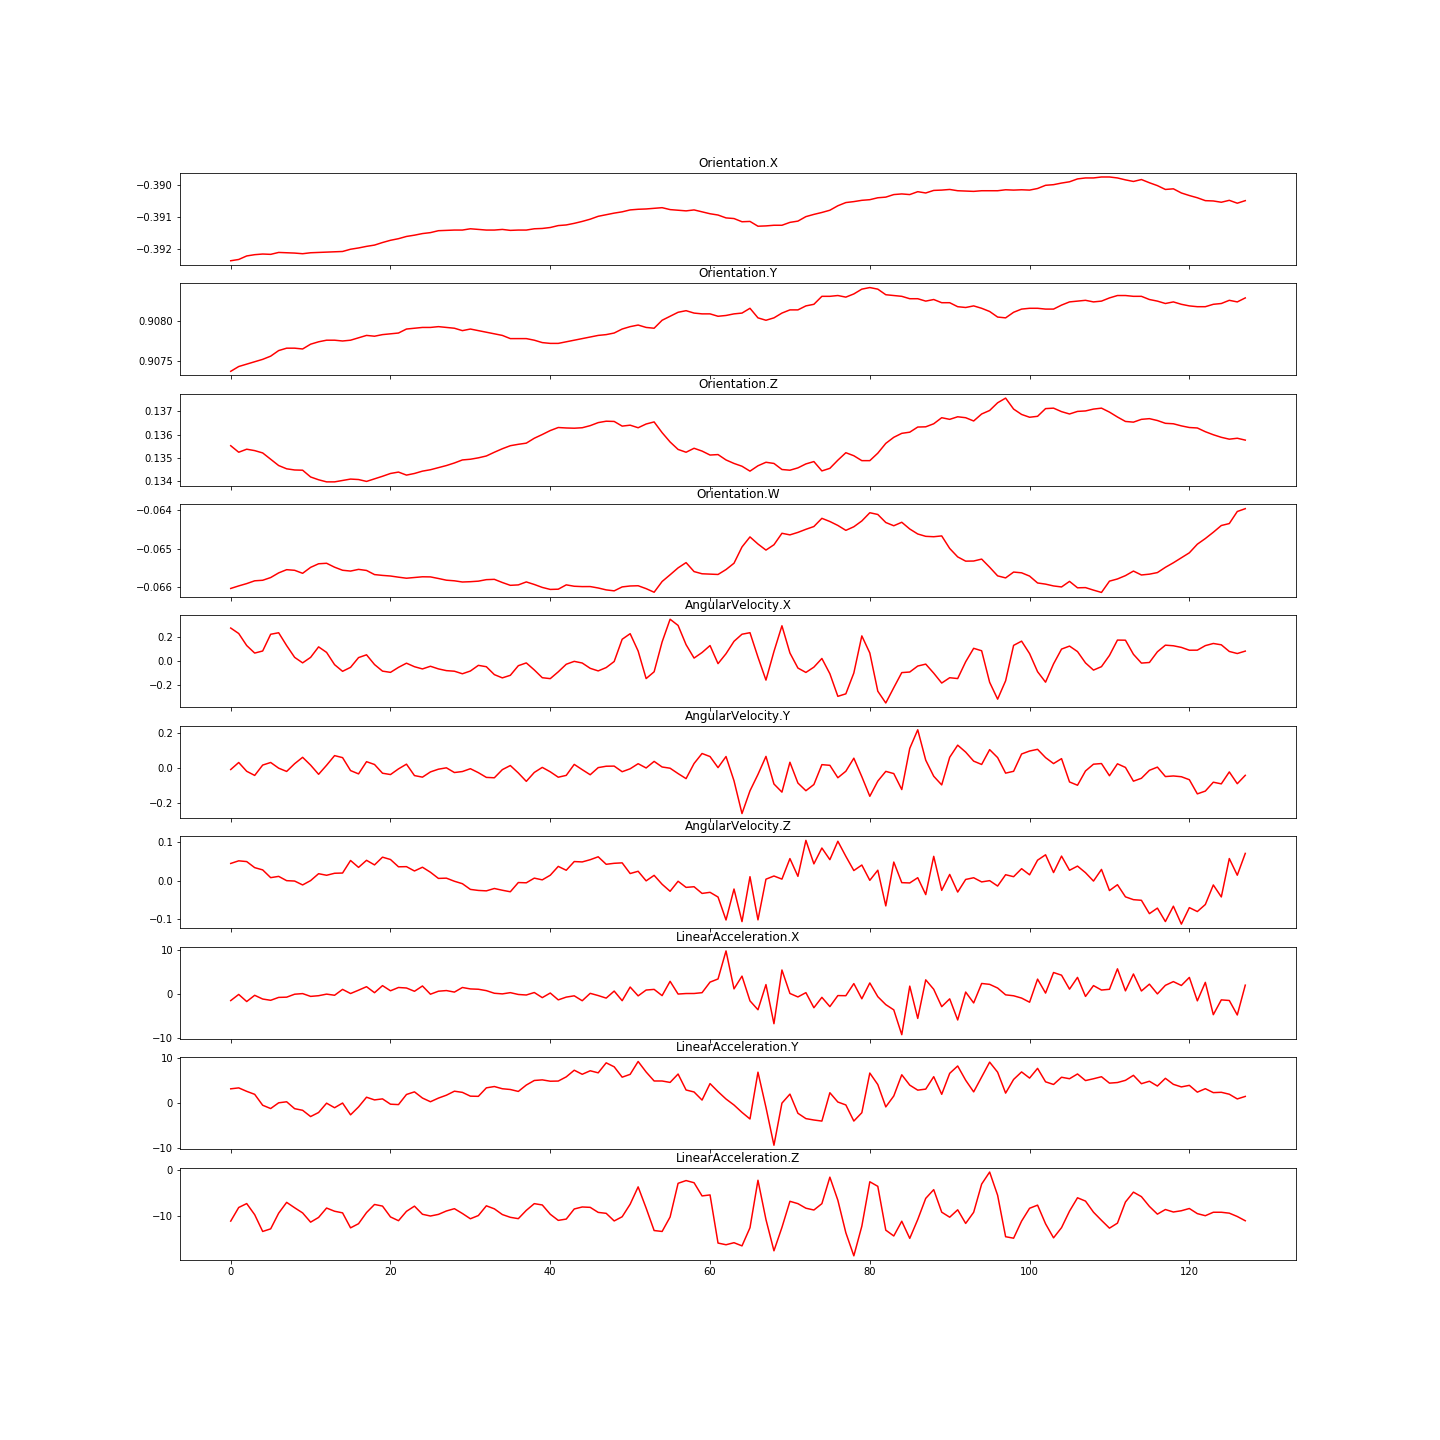 Orientation.X
−0.390
−0.391
−0.392
Orientation.Y
0.9080
0.9075
Orientation.Z
0.137
0.136
0.135
0.134
Orientation.W
−0.064
−0.065
−0.066
AngularVelocity.X
0.2
0.0
−0.2
AngularVelocity.Y
0.2
0.0
−0.2
AngularVelocity.Z
0.1
0.0
−0.1
LinearAcceleration.X
10
0
−10
LinearAcceleration.Y
10
0
−10
LinearAcceleration.Z
0
−10
0 20 40 60 80 100 120